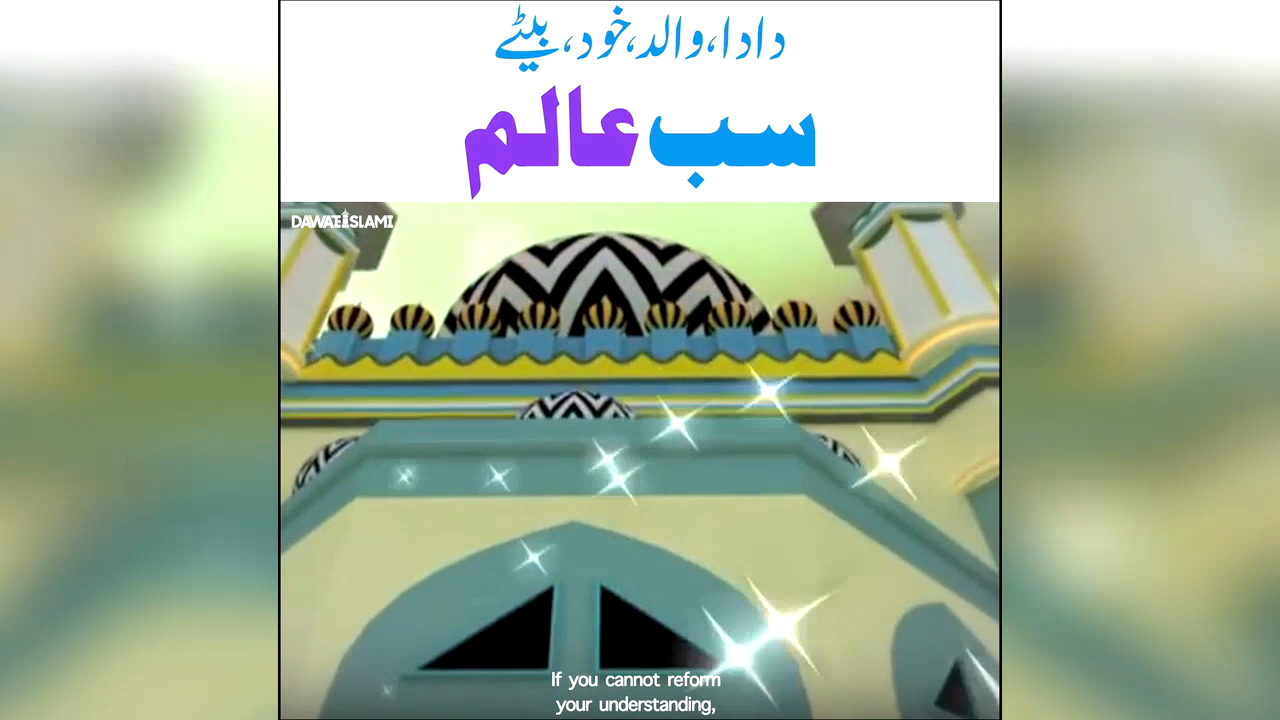 دادا،والد،خود،بیٹے
سب عالم
DAWATEISLAMI
If you cannot reform
your understanding,